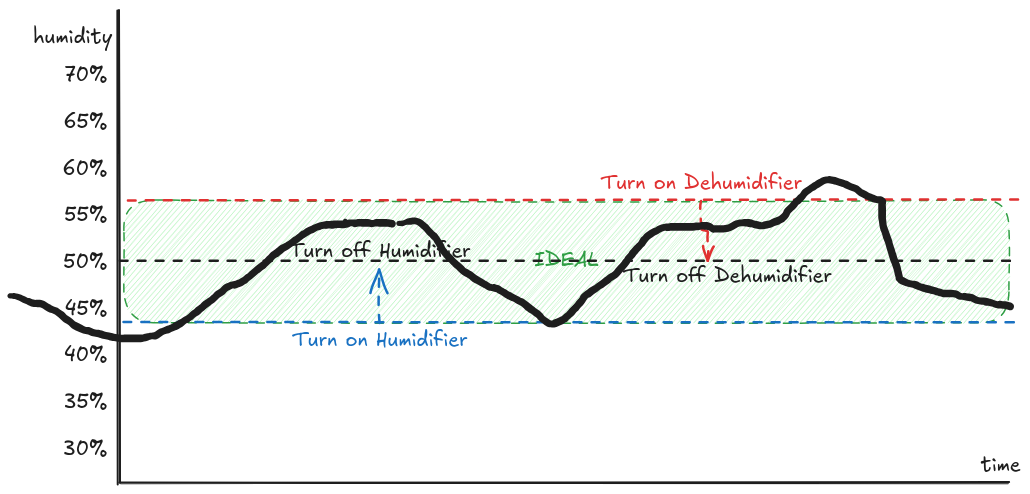 humidity
70%
65%
60%
Turn on Dehumidifier
55%
Turn off Humidifier
50%
IDEAL
Turn off Dehumidifier
45%
Turn on Humidifier
40%
35%
30%
time